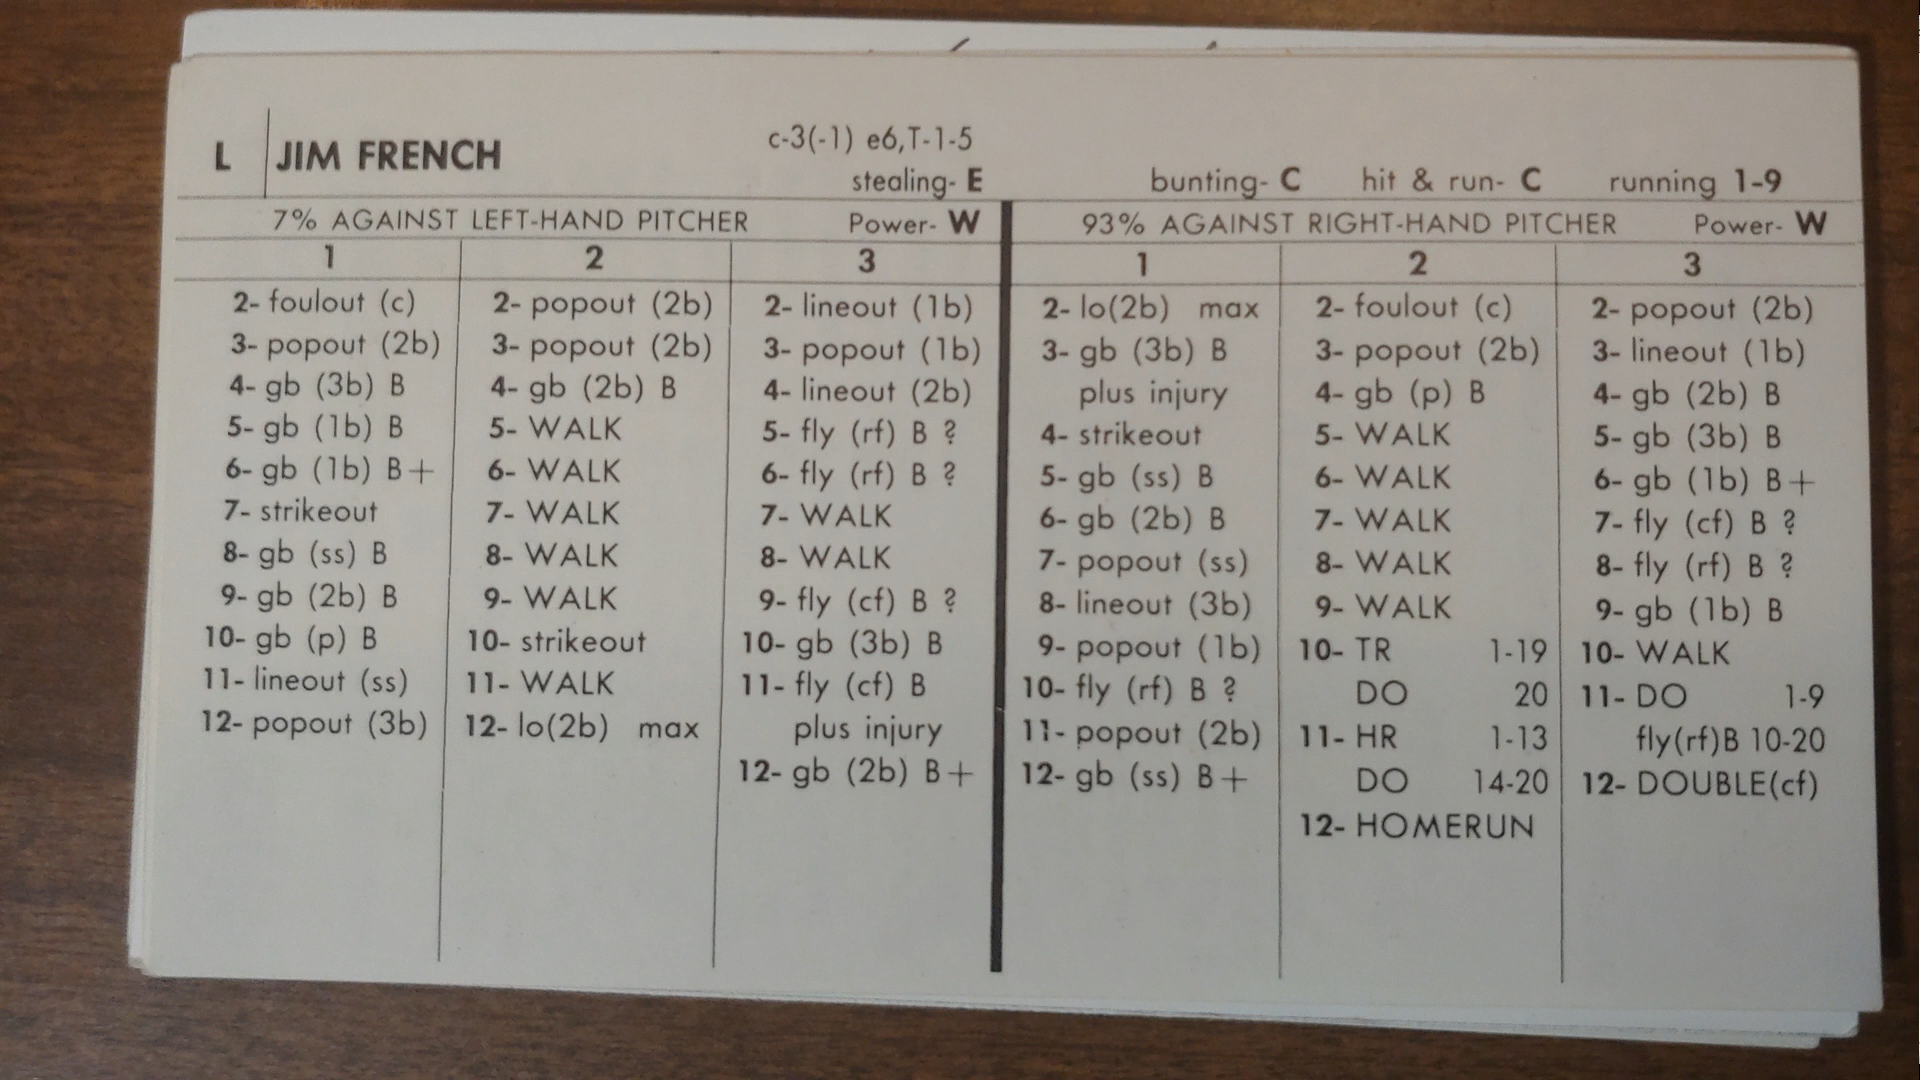 L JIM FRENCH c-3(-1) e6,T-1-5
stealing- E bunting- C hit & run- C running 1-9
7% AGAINST LEFT-HAND PITCHER Power- W
1
2- foulout (c)
3- popout (2b)
4- gb (3b) B
5- gb (1b) B
6- gb (1b) B+
7- strikeout
8- gb (ss) B
9- gb (2b) B
10- gb (p) B
11- lineout (ss)
12- popout (3b)
2
2- popout (2b)
3- popout (2b)
4- gb (2b) B
5- WALK
6- WALK
7- WALK
8- WALK
9- WALK
10- strikeout
11- WALK
12- lo(2b) max
3
2- lineout (1b)
3- popout (1b)
4- lineout (2b)
5- fly (rf) B ?
6- fly (rf) B ?
7- WALK
8- WALK
9- fly (cf) B ?
10- gb (3b) B
11- fly (cf) B
plus injury
12- gb (2b) B+
93% AGAINST RIGHT-HAND PITCHER Power- W
1
2- lo(2b) max
3- gb (3b) B
plus injury
4- strikeout
5- gb (ss) B
6- gb (2b) B
7- popout (ss)
8- lineout (3b)
9- popout (1b)
10- fly (rf) B ?
11- popout (2b)
12- gb (ss) B+
2
2- foulout (c)
3- popout (2b)
4- gb (p) B
5- WALK
6- WALK
7- WALK
8- WALK
9- WALK
10- TR 1-19
DO 20
11- HR 1-13
DO 14-20
12- HOMERUN
3
2- popout (2b)
3- lineout (1b)
4- gb (2b) B
5- gb (3b) B
6- gb (1b) B+
7- fly (cf) B ?
8- fly (rf) B ?
9- gb (1b) B
10- WALK
11- DO 1-9
fly(rf)B 10-20
12- DOUBLE(cf)